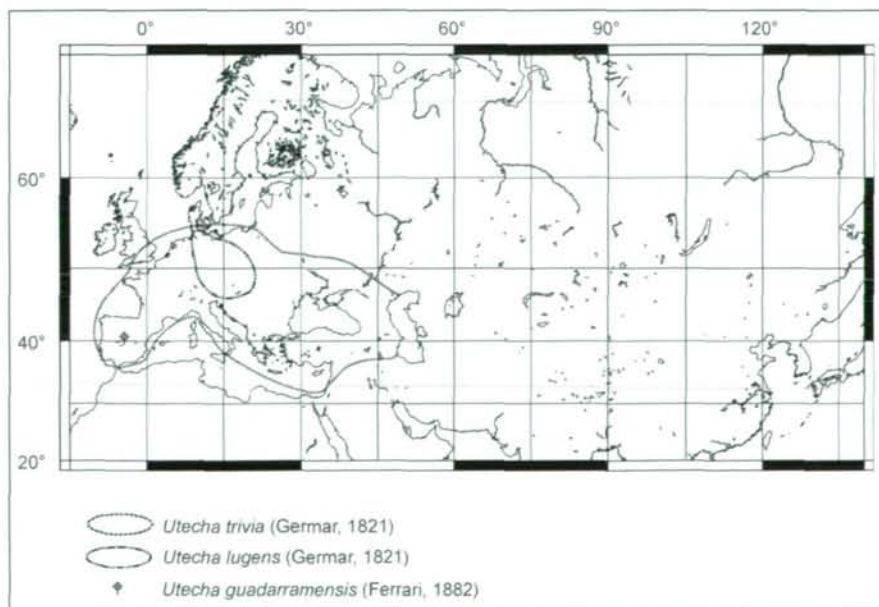 0° 30° 60° 90° 120°
60°
40°
20°
Utecha trivia (Germar, 1821)
Utecha lugens (Germar, 1821)
Utecha guadarramensis (Ferrari, 1882)